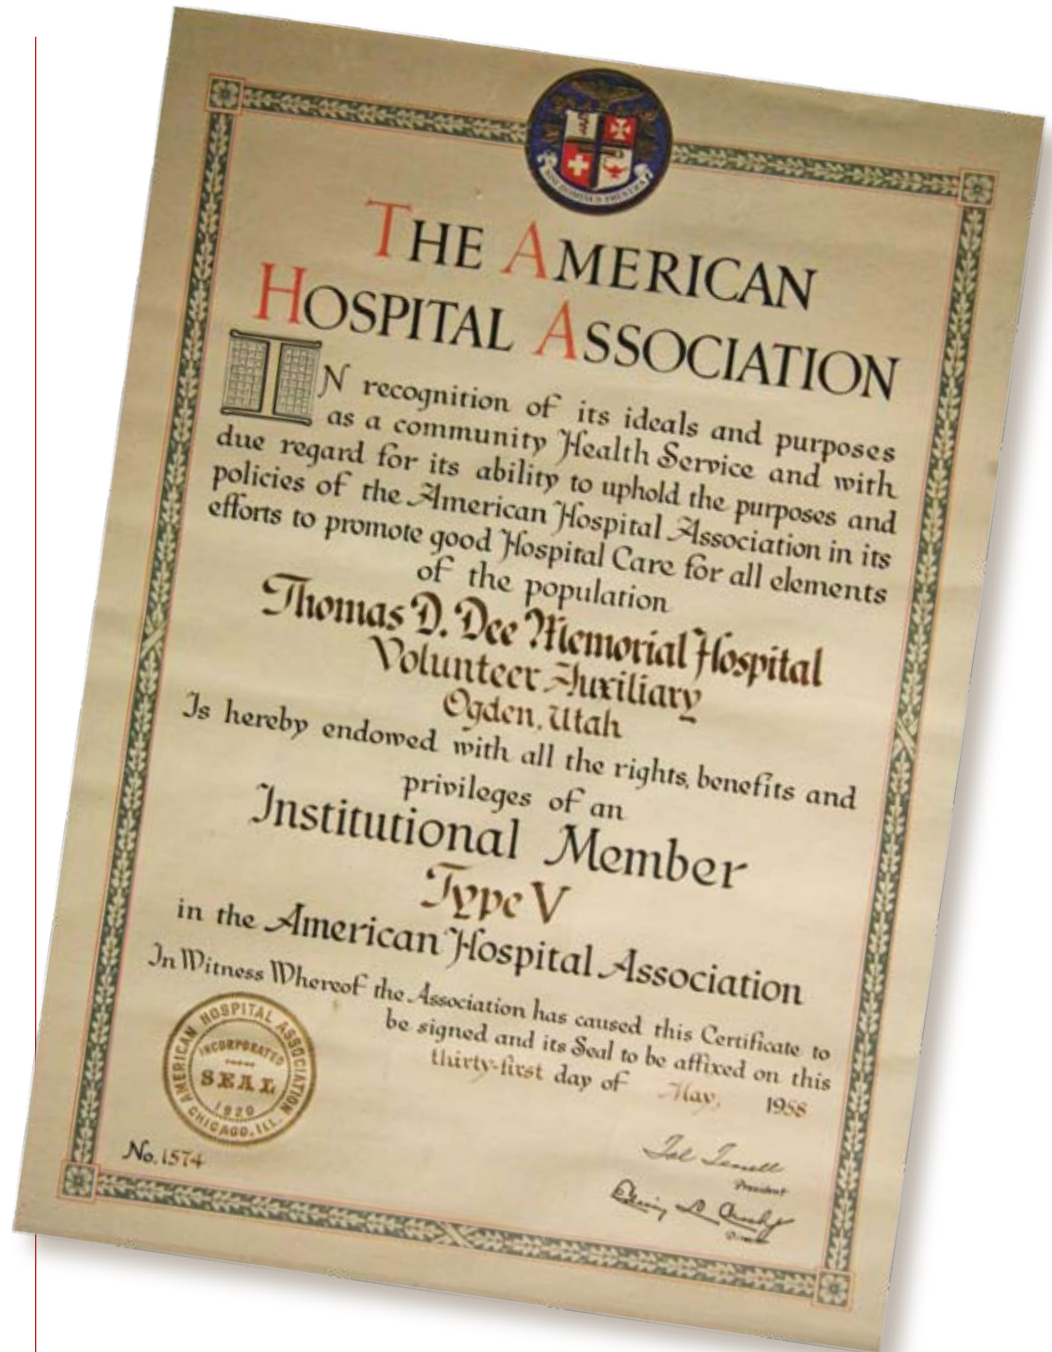 THE AMERICAN
HOSPITAL ASSOCIATION
IN recognition of its ideals and purposes
as a community Health Service and with
due regard for its ability to uphold the purposes and
policies of the American Hospital Association in its
efforts to promote good Hospital Care for all elements
of the population
Thomas D. Dee Memorial Hospital
Volunteer Auxiliary
Ogden, Utah
Is hereby endowed with all the rights, benefits and
privileges of an
Institutional Member
Type V
in the American Hospital Association
In Witness Whereof the Association has caused this Certificate to
be signed and its Seal to be affixed on this
thirty-first day of May, 1958
AMERICAN HOSPITAL ASSOCIATION
INCORPORATED
SEAL
1920
CHICAGO, ILL.
No. 1574
President